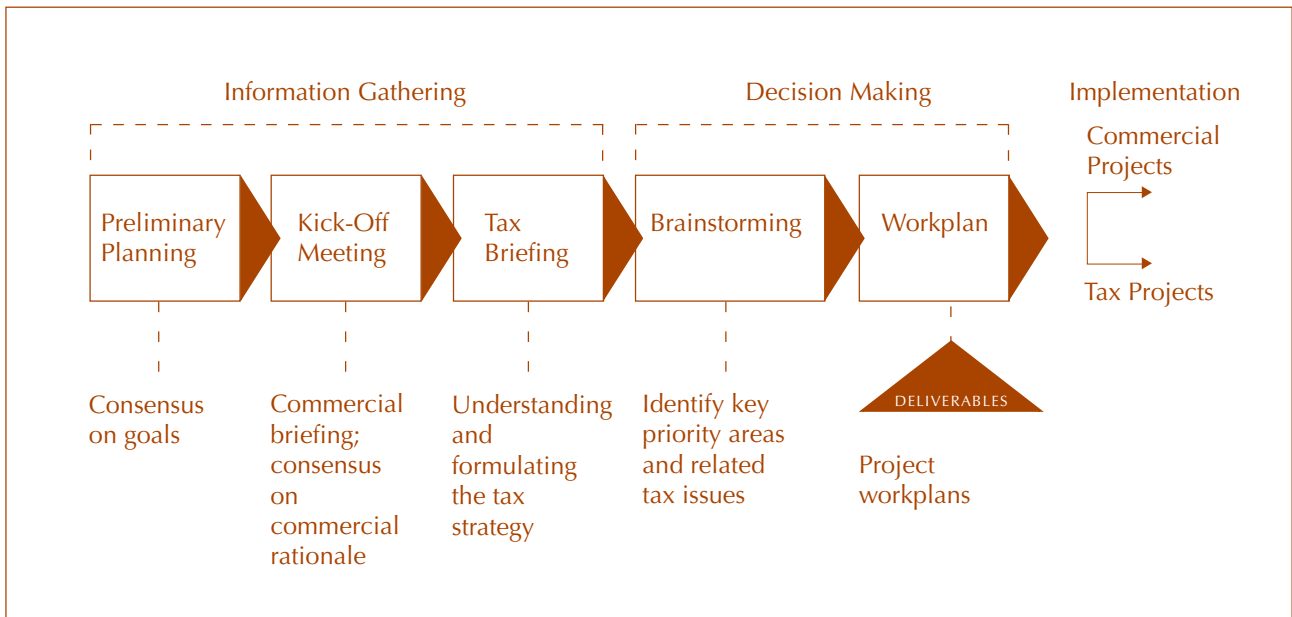 Information Gathering
Decision Making
Implementation
Commercial
Projects
Tax Projects
Preliminary
Planning
Kick-Off
Meeting
Tax
Briefing
Brainstorming
Workplan
Consensus
on goals
Commercial
briefing;
consensus
on
commercial
rationale
Understanding
and
formulating
the tax
strategy
Identify key
priority areas
and related
tax issues
DELIVERABLES
Project
workplans